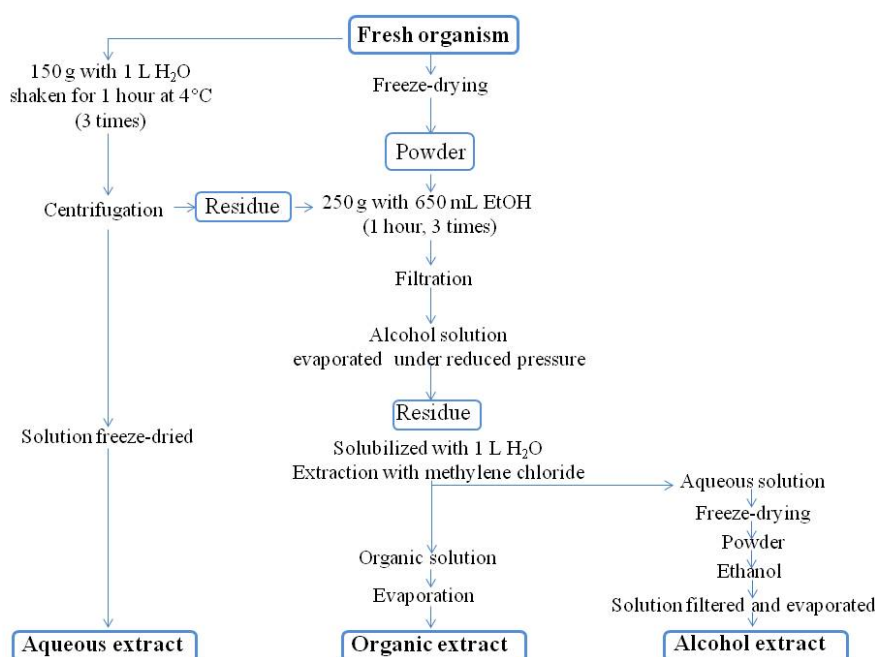 Fresh organism
150 g with 1 L H₂O
shaken for 1 hour at 4°C
(3 times)
Freeze-drying
Powder
Centrifugation
Residue
250 g with 650 mL EtOH
(1 hour, 3 times)
Filtration
Alcohol solution
evaporated under reduced pressure
Residue
Solution freeze-dried
Solubilized with 1 L H₂O
Extraction with methylene chloride
Aqueous solution
Freeze-drying
Powder
Ethanol
Solution filtered and evaporated
Organic solution
Evaporation
Aqueous extract
Organic extract
Alcohol extract